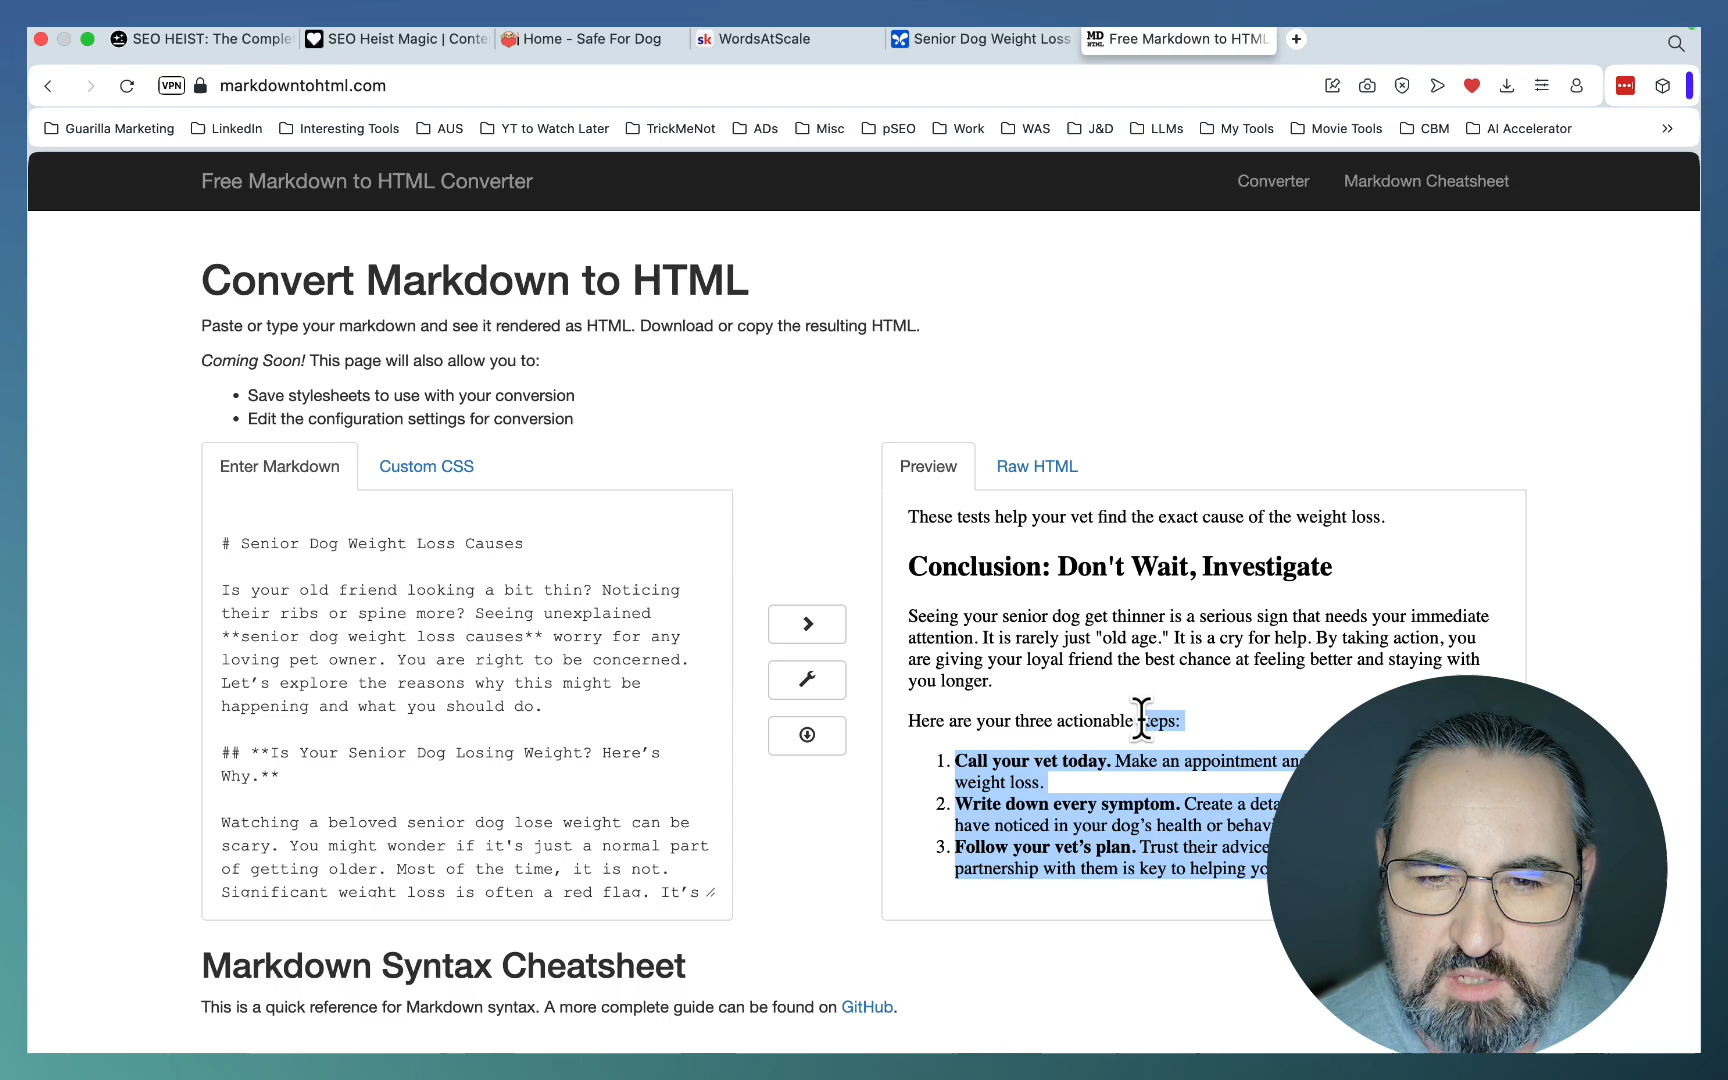 SEO HEIST: The Complet
SEO Heist Magic | Conte
Home - Safe For Dog
sk WordsAtScale
Senior Dog Weight Loss
MD HTML Free Markdown to HTML
VPN markdowntohtml.com
Guarilla Marketing LinkedIn Interesting Tools AUS YT to Watch Later TrickMeNot ADs Misc pSEO Work WAS J&D LLMs My Tools Movie Tools CBM AI Accelerator
Free Markdown to HTML Converter
Converter Markdown Cheatsheet
Convert Markdown to HTML
Paste or type your markdown and see it rendered as HTML. Download or copy the resulting HTML.
Coming Soon! This page will also allow you to:
• Save stylesheets to use with your conversion
• Edit the configuration settings for conversion
Enter Markdown Custom CSS
# Senior Dog Weight Loss Causes
Is your old friend looking a bit thin? Noticing
their ribs or spine more? Seeing unexplained
**senior dog weight loss causes** worry for any
loving pet owner. You are right to be concerned.
Let’s explore the reasons why this might be
happening and what you should do.
## **Is Your Senior Dog Losing Weight? Here’s
Why.**
Watching a beloved senior dog lose weight can be
scary. You might wonder if it's just a normal part
of getting older. Most of the time, it is not.
Significant weight loss is often a red flag. It’s
Preview Raw HTML
These tests help your vet find the exact cause of the weight loss.
Conclusion: Don't Wait, Investigate
Seeing your senior dog get thinner is a serious sign that needs your immediate
attention. It is rarely just "old age." It is a cry for help. By taking action, you
are giving your loyal friend the best chance at feeling better and staying with
you longer.
Here are your three actionable steps:
1. Call your vet today. Make an appointment and
weight loss.
2. Write down every symptom. Create a deta
have noticed in your dog’s health or behavi
3. Follow your vet’s plan. Trust their advice
partnership with them is key to helping yo
Markdown Syntax Cheatsheet
This is a quick reference for Markdown syntax. A more complete guide can be found on GitHub.